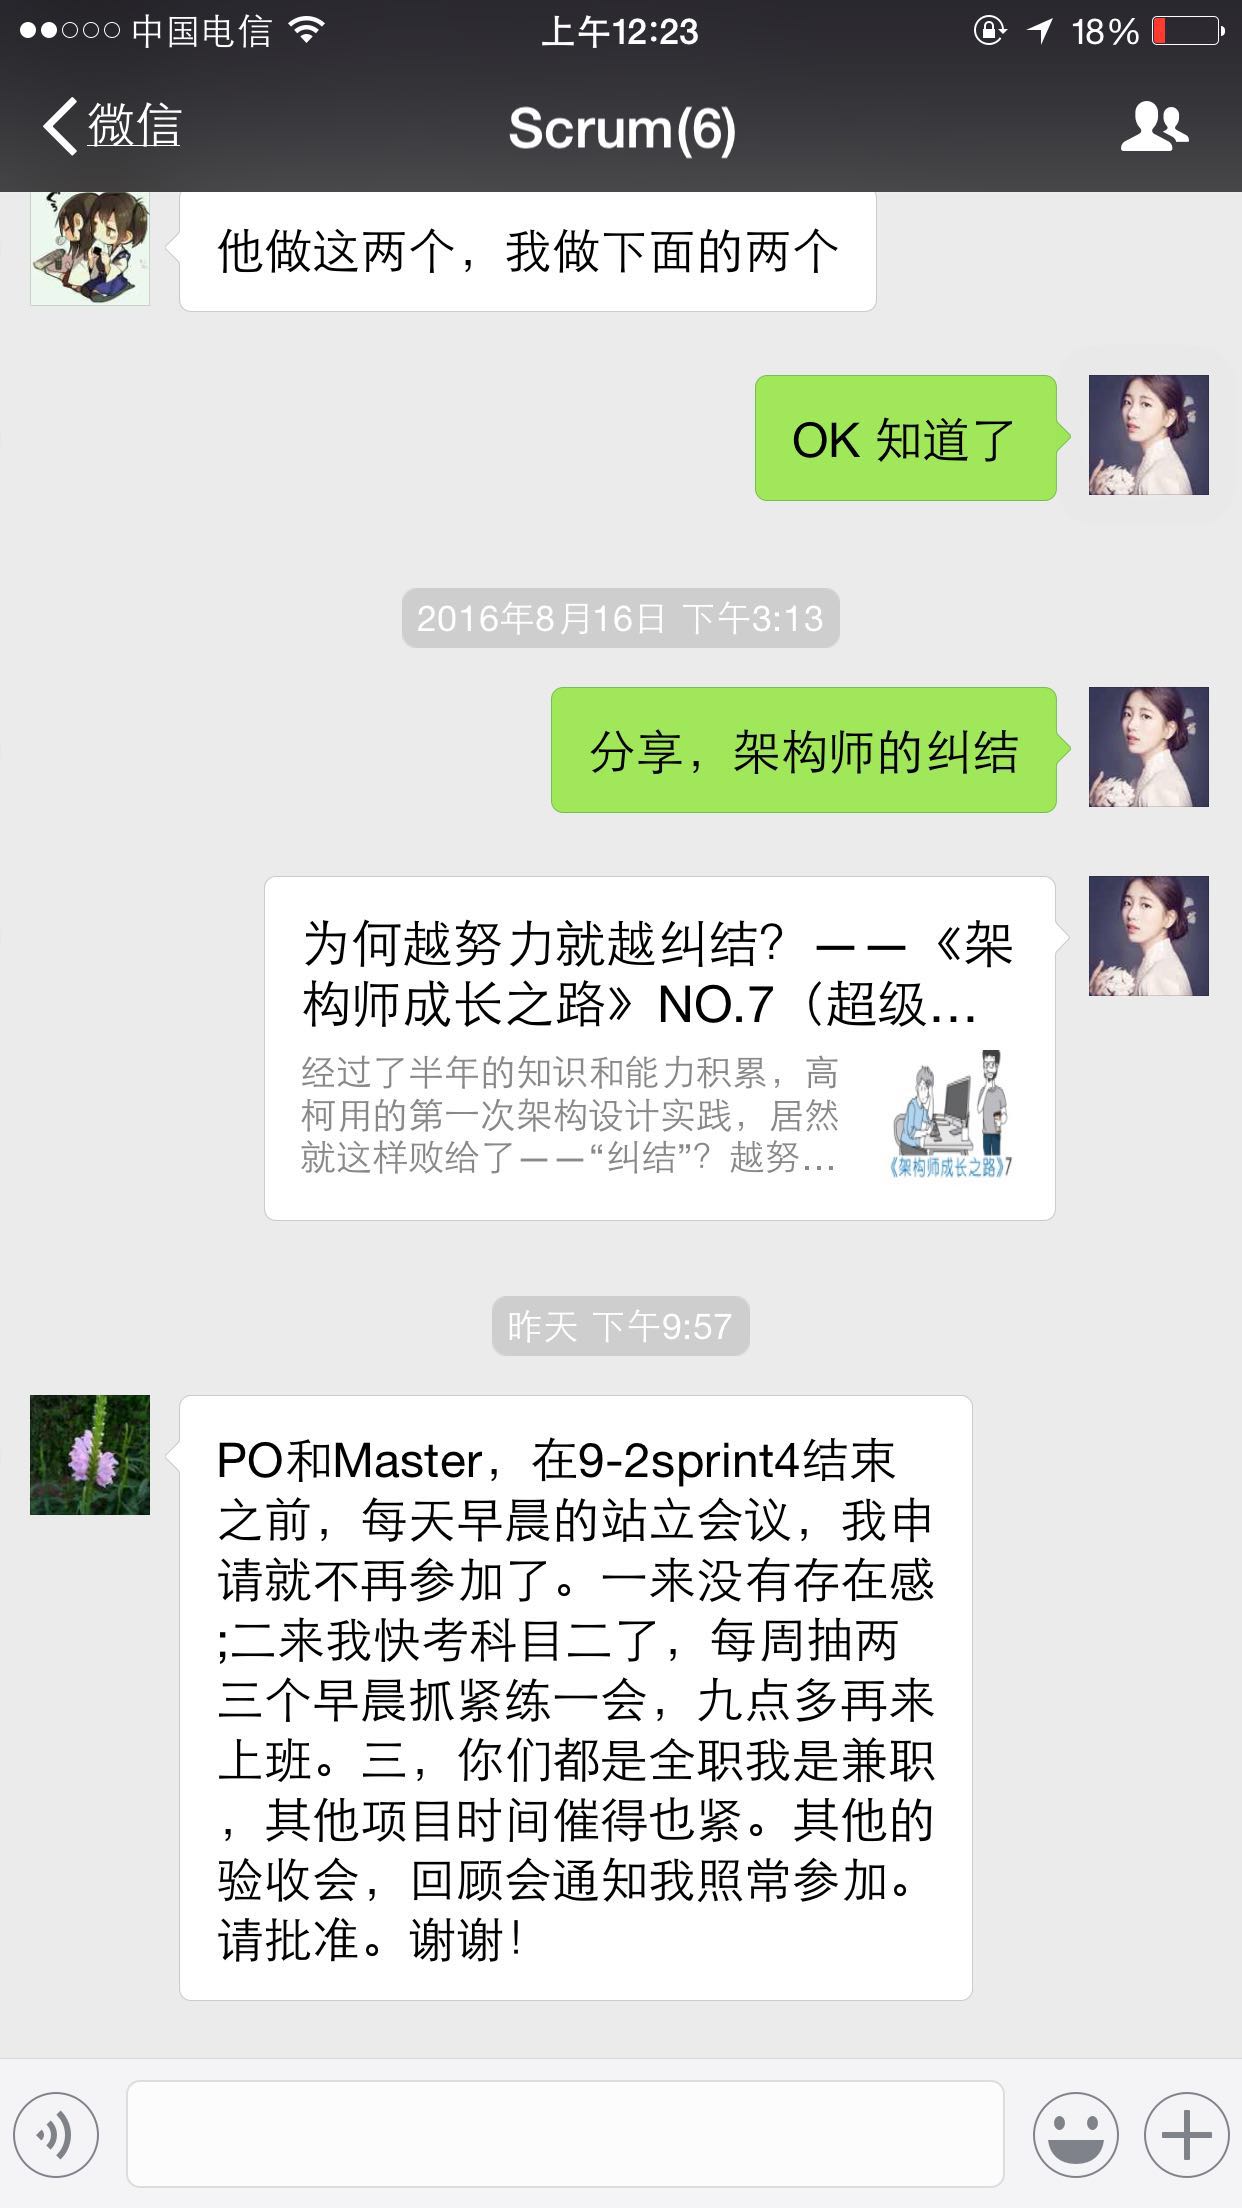 中国电信 上午12:23 18%
微信 Scrum(6)
他做这两个，我做下面的两个
OK 知道了
2016年8月16日 下午3:13
分享，架构师的纠结
为何越努力就越纠结？——《架
构师成长之路》NO.7（超级...
经过了半年的知识和能力积累，高
柯用的第一次架构设计实践，居然
就这样败给了——“纠结”？越努...
《架构师成长之路》7
昨天 下午9:57
PO和Master，在9-2sprint4结束
之前，每天早晨的站立会议，我申
请就不再参加了。一来没有存在感
;二来我快考科目二了，每周抽两
三个早晨抓紧练一会，九点多再来
上班。三，你们都是全职我是兼职
，其他项目时间催得也紧。其他的
验收会，回顾会通知我照常参加。
请批准。谢谢！